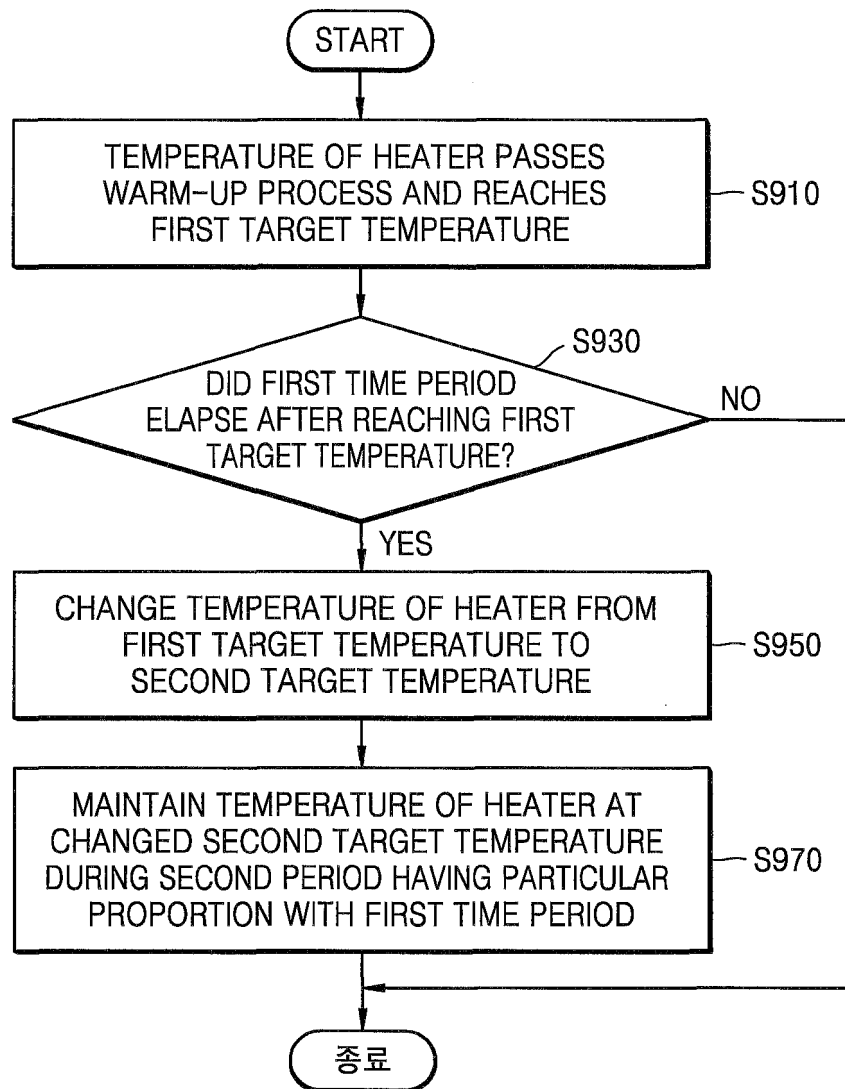 START
TEMPERATURE OF HEATER PASSES
WARM-UP PROCESS AND REACHES
FIRST TARGET TEMPERATURE
S910
S930
DID FIRST TIME PERIOD
ELAPSE AFTER REACHING FIRST
TARGET TEMPERATURE?
NO
YES
CHANGE TEMPERATURE OF HEATER FROM
FIRST TARGET TEMPERATURE TO
SECOND TARGET TEMPERATURE
S950
MAINTAIN TEMPERATURE OF HEATER AT
CHANGED SECOND TARGET TEMPERATURE
DURING SECOND PERIOD HAVING PARTICULAR
PROPORTION WITH FIRST TIME PERIOD
S970
종료